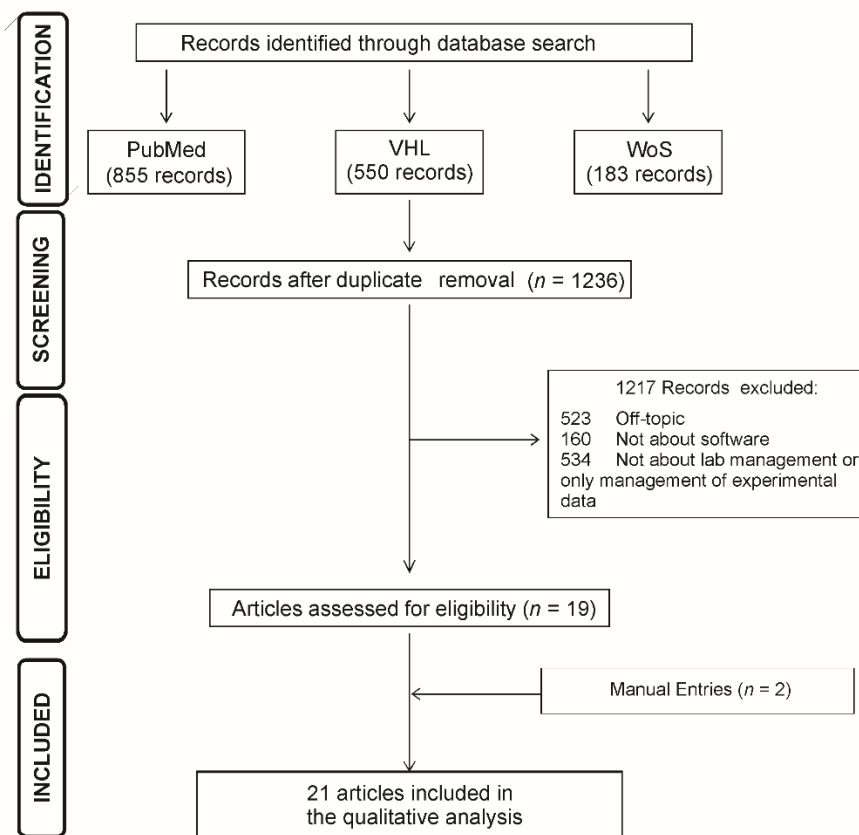 IDENTIFICATION
Records identified through database search
PubMed
(855 records)
VHL
(550 records)
WoS
(183 records)
SCREENING
Records after duplicate removal (n = 1236)
1217 Records excluded:
523 Off-topic
160 Not about software
534 Not about lab management or
only management of experimental
data
ELIGIBILITY
Articles assessed for eligibility (n = 19)
INCLUDED
Manual Entries (n = 2)
21 articles included in
the qualitative analysis